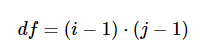 df = (i − 1) · (j − 1)